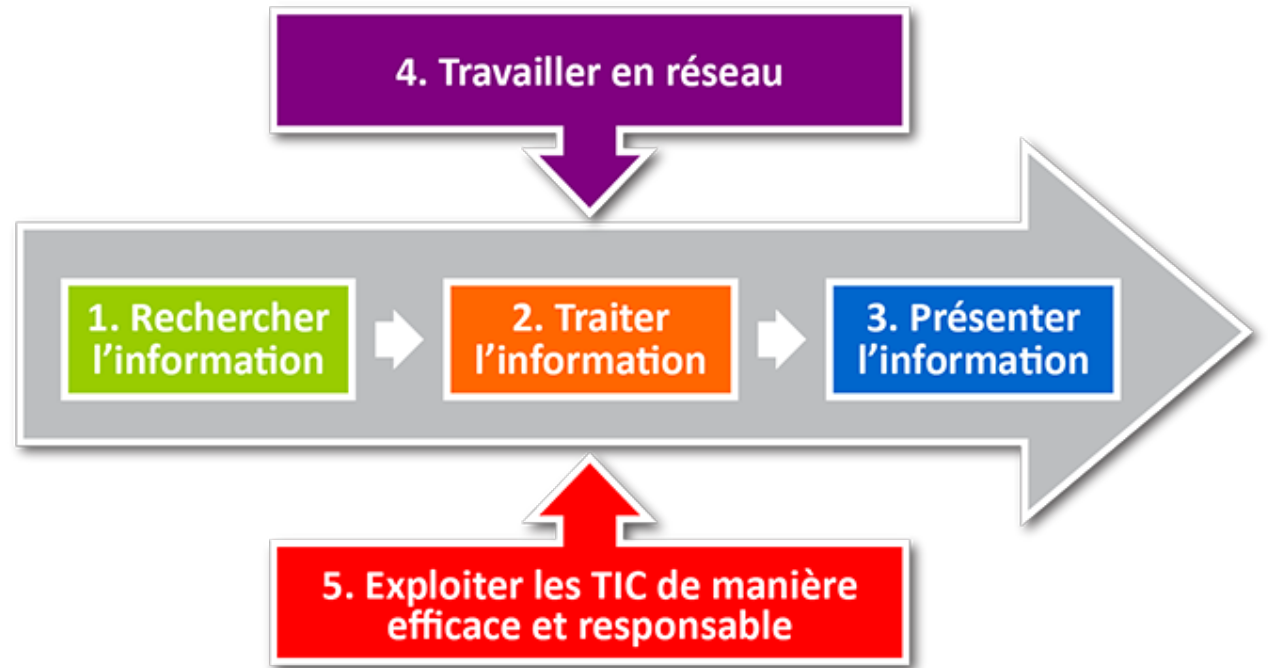 4. Travailler en réseau
1. Rechercher
l’information
2. Traiter
l’information
3. Présenter
l’information
5. Exploiter les TIC de manière
efficace et responsable